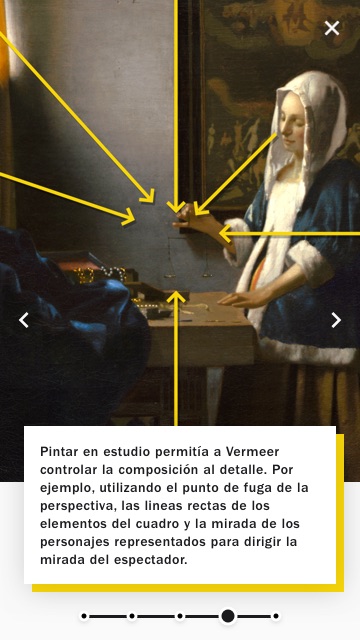 Pintar en estudio permitía a Vermeer
controlar la composición al detalle. Por
ejemplo, utilizando el punto de fuga de la
perspectiva, las lineas rectas de los
elementos del cuadro y la mirada de los
personajes representados para dirigir la
mirada del espectador.